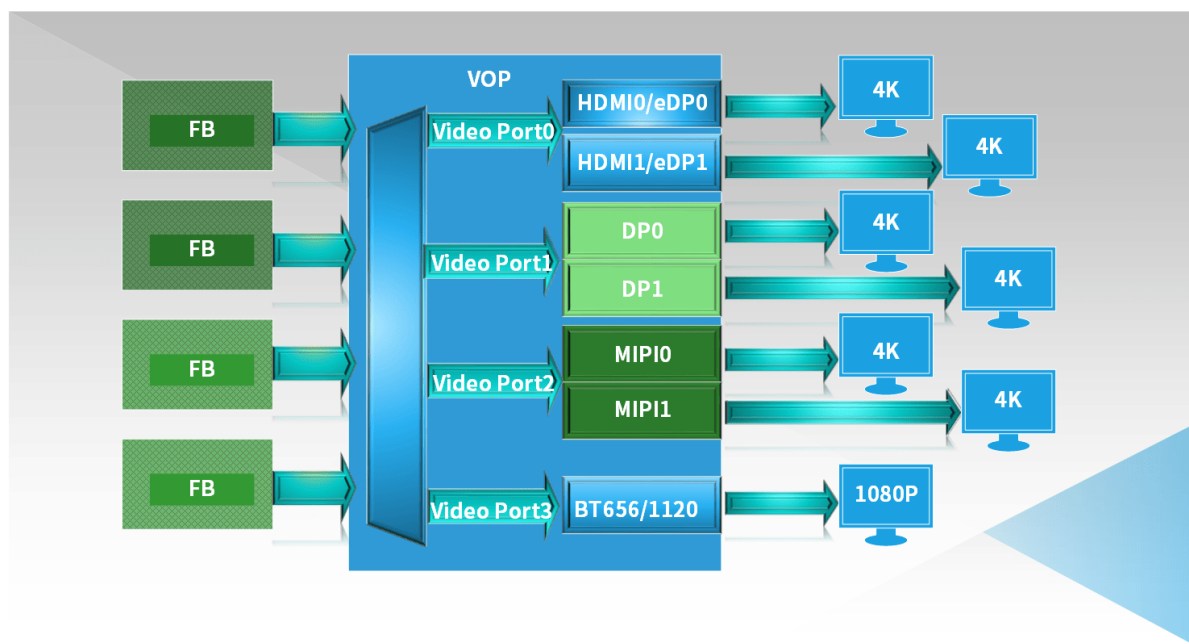 VOP
FB
FB
FB
FB
Video Port0
Video Port1
Video Port2
Video Port3
HDMI0/eDP0
HDMI1/eDP1
DP0
DP1
MIPI0
MIPI1
BT656/1120
4K
4K
4K
4K
4K
4K
1080P